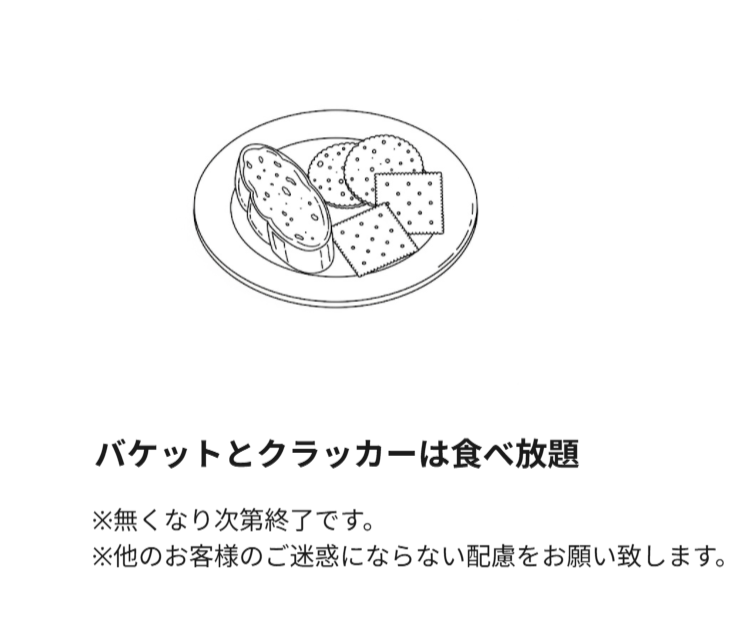 バケットとクラッカーは食べ放題
※無くなり次第終了です。
※他のお客様のご迷惑にならない配慮をお願い致します。